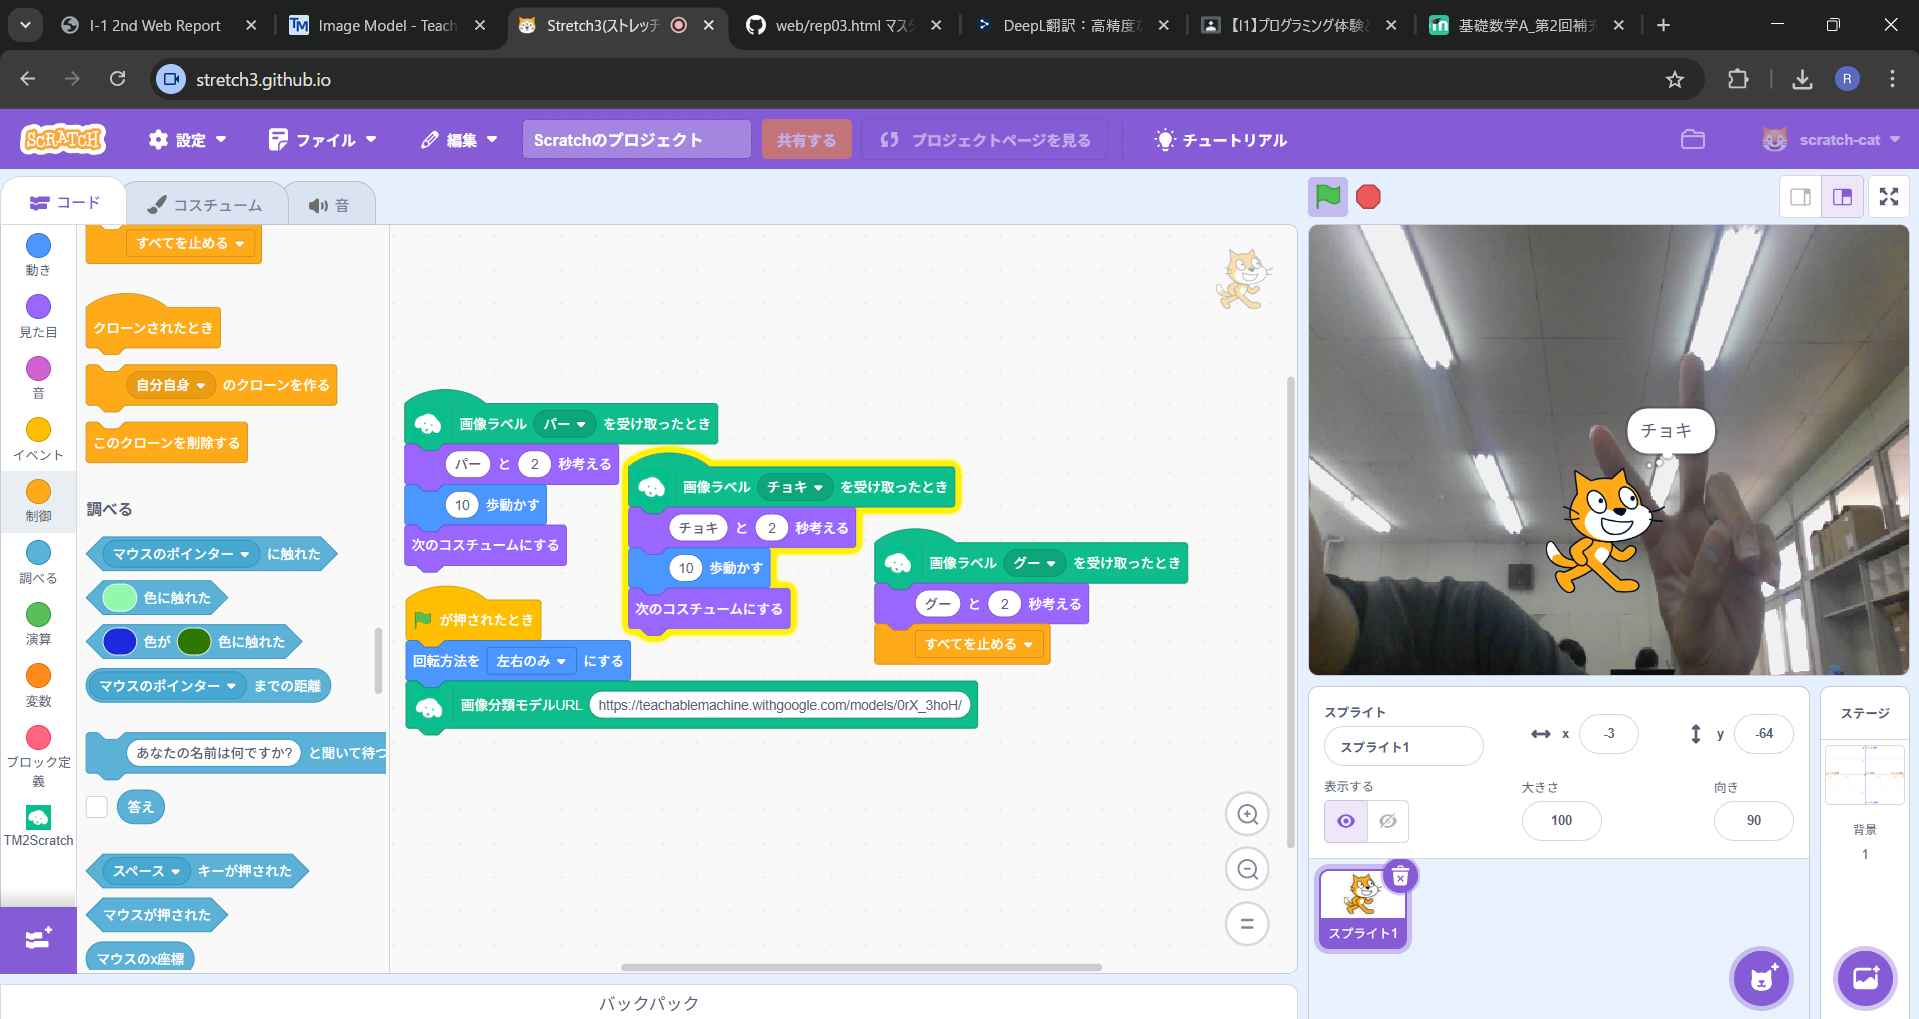 I-1 2nd Web Report
Image Model - Teach
Stretch3(ストレッチ
web/rep03.html マスタ
DeepL翻訳：高精度な
【I1】プログラミング体験と
基礎数学A_第2回補充
stretch3.github.io
R
SCRATCH
設定
ファイル
編集
Scratchのプロジェクト
共有する
プロジェクトページを見る
チュートリアル
scratch-cat
コード
コスチューム
音
動き
見た目
音
イベント
制御
調べる
演算
変数
ブロック定義
TM2Scratch
すべてを止める
クローンされたとき
自分自身 のクローンを作る
このクローンを削除する
調べる
マウスのポインター に触れた
色に触れた
色が 色に触れた
マウスのポインター までの距離
あなたの名前は何ですか? と聞いて待つ
答え
スペース キーが押された
マウスが押された
マウスのx座標
画像ラベル パー を受け取ったとき
パー と 2 秒考える
10 歩動かす
次のコスチュームにする
画像ラベル チョキ を受け取ったとき
チョキ と 2 秒考える
10 歩動かす
次のコスチュームにする
画像ラベル グー を受け取ったとき
グー と 2 秒考える
すべてを止める
が押されたとき
回転方法を 左右のみ にする
画像分類モデルURL https://teachablemachine.withgoogle.com/models/0rX_3hoH/
バックパック
チョキ
スプライト
スプライト1
x -3
y -64
表示する
大きさ
100
向き
90
スプライト1
ステージ
背景
1